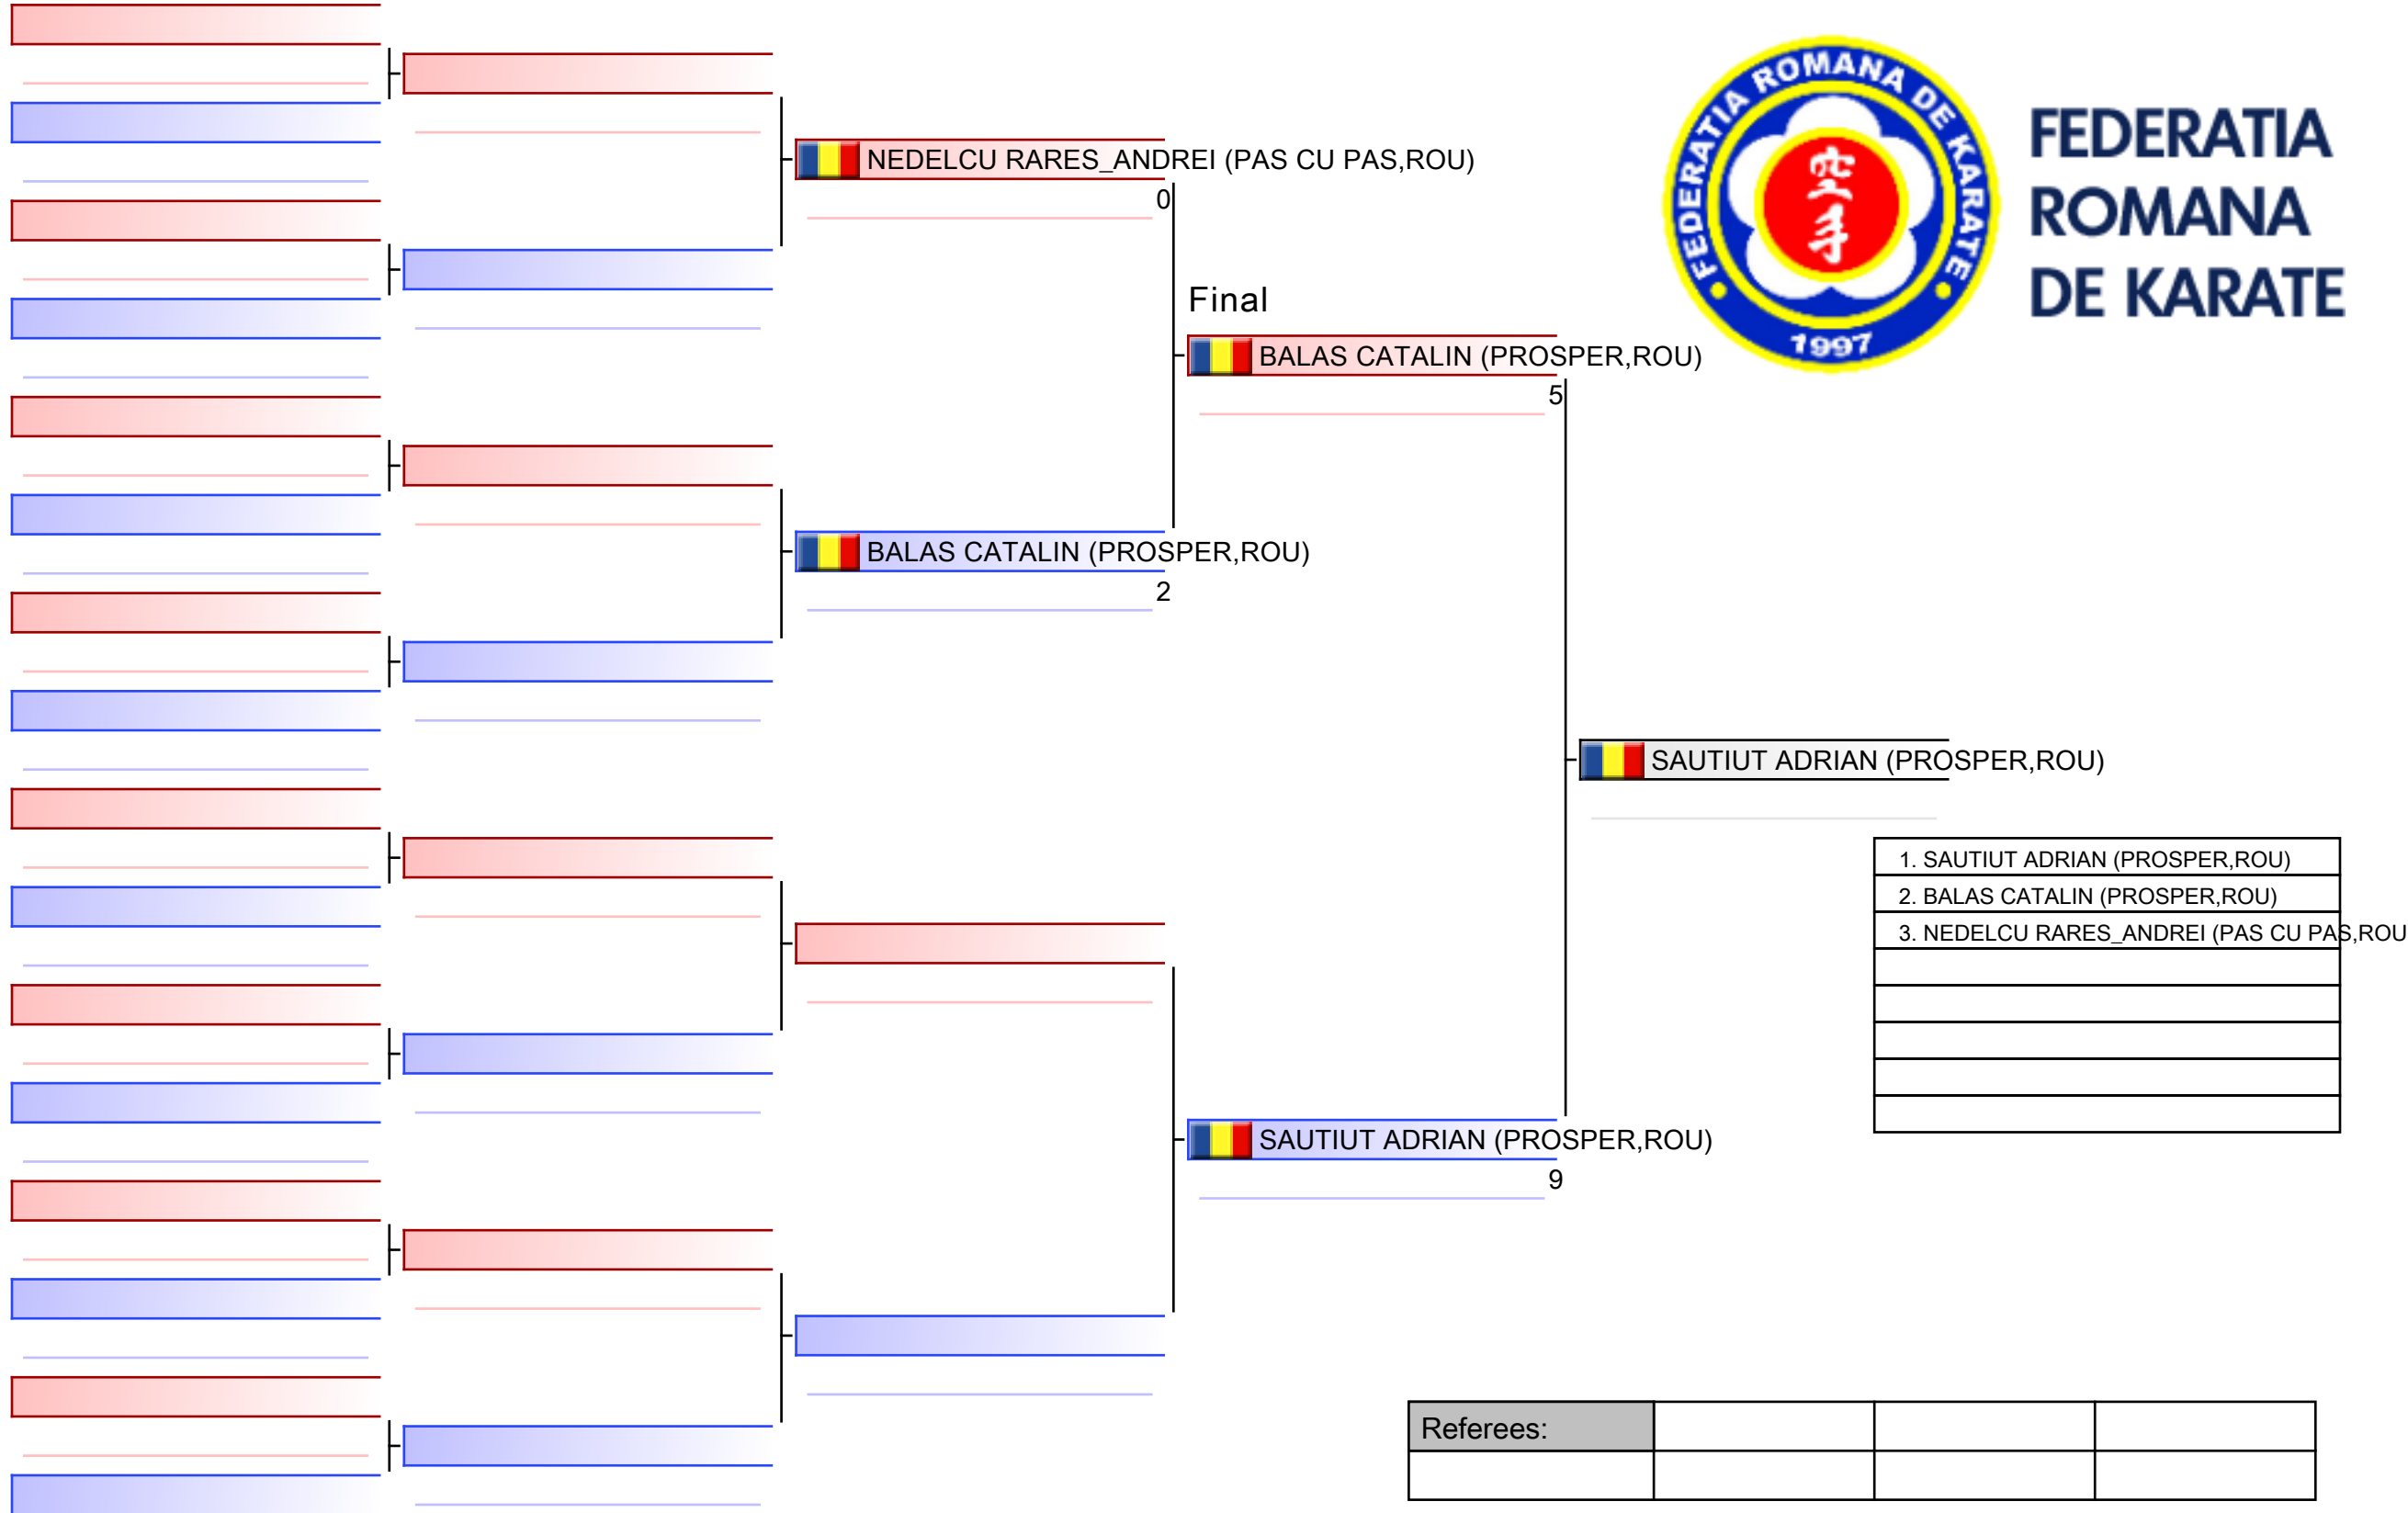 FEDERATIA ROMANA DE KARATE
空手
1997
FEDERATIA
ROMANA
DE KARATE
NEDELCU RARES_ANDREI (PAS CU PAS,ROU)
0
Final
BALAS CATALIN (PROSPER,ROU)
5
BALAS CATALIN (PROSPER,ROU)
2
SAUTIUT ADRIAN (PROSPER,ROU)
1. SAUTIUT ADRIAN (PROSPER,ROU)
2. BALAS CATALIN (PROSPER,ROU)
3. NEDELCU RARES_ANDREI (PAS CU PAS,ROU
SAUTIUT ADRIAN (PROSPER,ROU)
9
Referees: